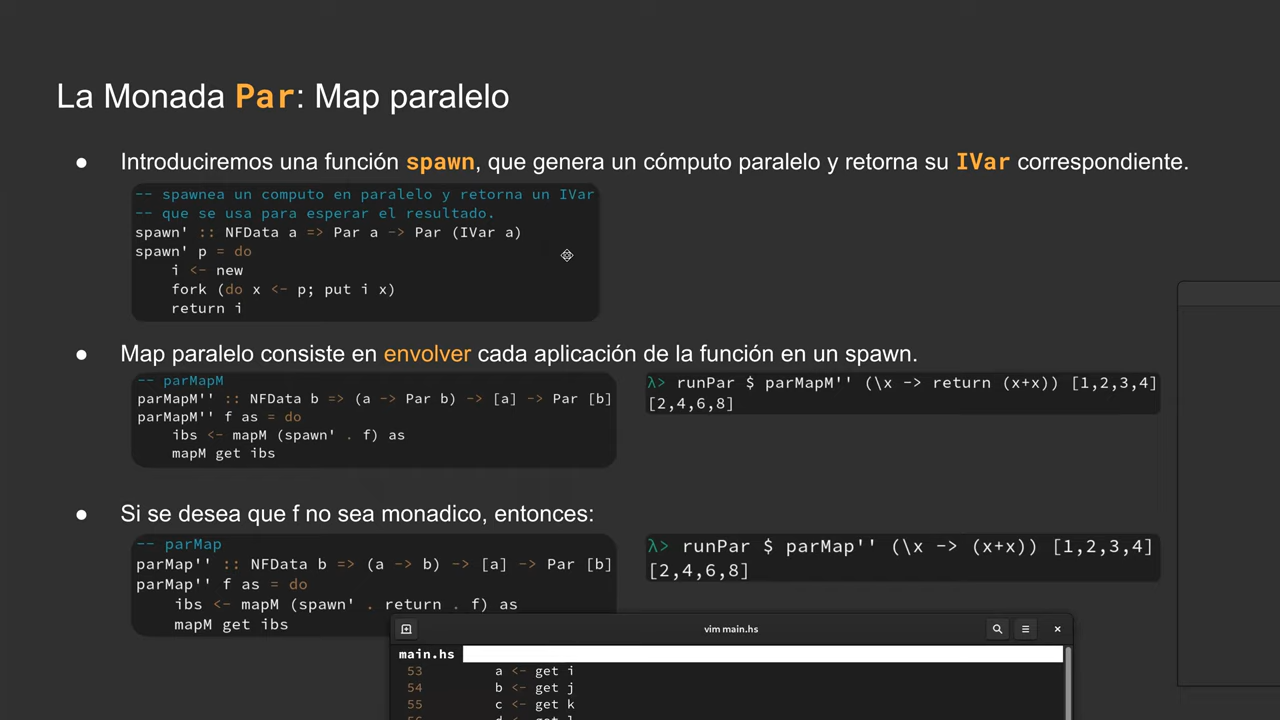 La Monada Par: Map paralelo
● Introduciremos una función spawn, que genera un cómputo paralelo y retorna su IVar correspondiente.
-- spawnea un computo en paralelo y retorna un IVar
-- que se usa para esperar el resultado.
spawn' :: NFData a => Par a -> Par (IVar a)
spawn' p = do
    i <- new
    fork (do x <- p; put i x)
    return i
● Map paralelo consiste en envolver cada aplicación de la función en un spawn.
-- parMapM
parMapM'' :: NFData b => (a -> Par b) -> [a] -> Par [b]
parMapM'' f as = do
    ibs <- mapM (spawn' . f) as
    mapM get ibs
λ> runPar $ parMapM'' (\x -> return (x+x)) [1,2,3,4]
[2,4,6,8]
● Si se desea que f no sea monadico, entonces:
-- parMap
parMap'' :: NFData b => (a -> b) -> [a] -> Par [b]
parMap'' f as = do
    ibs <- mapM (spawn' . return . f) as
    mapM get ibs
λ> runPar $ parMap'' (\x -> (x+x)) [1,2,3,4]
[2,4,6,8]
vim main.hs
main.hs
53 a <- get i
54 b <- get j
55 c <- get k